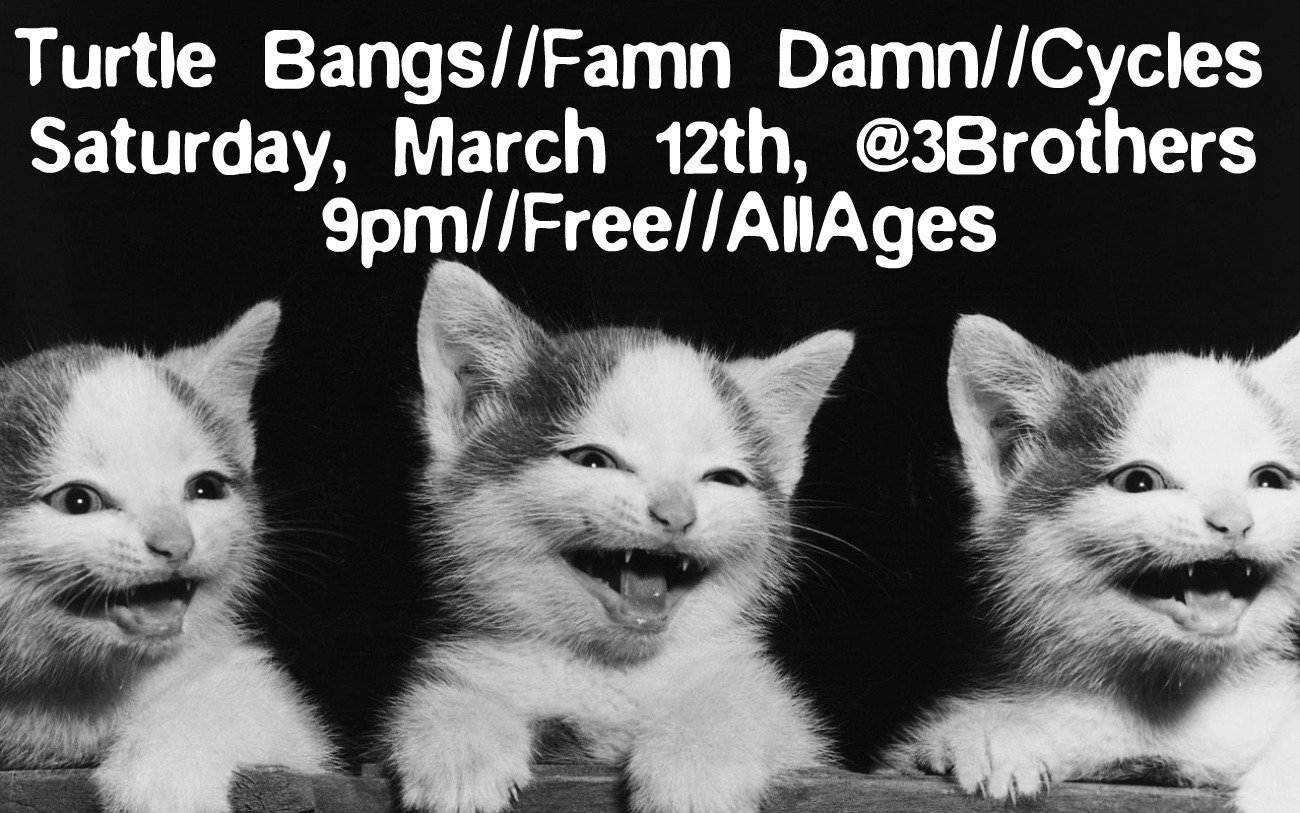 Turtle Bangs//Famn Damn//Cycles
Saturday, March 12th, @3Brothers
9pm//Free//AllAges